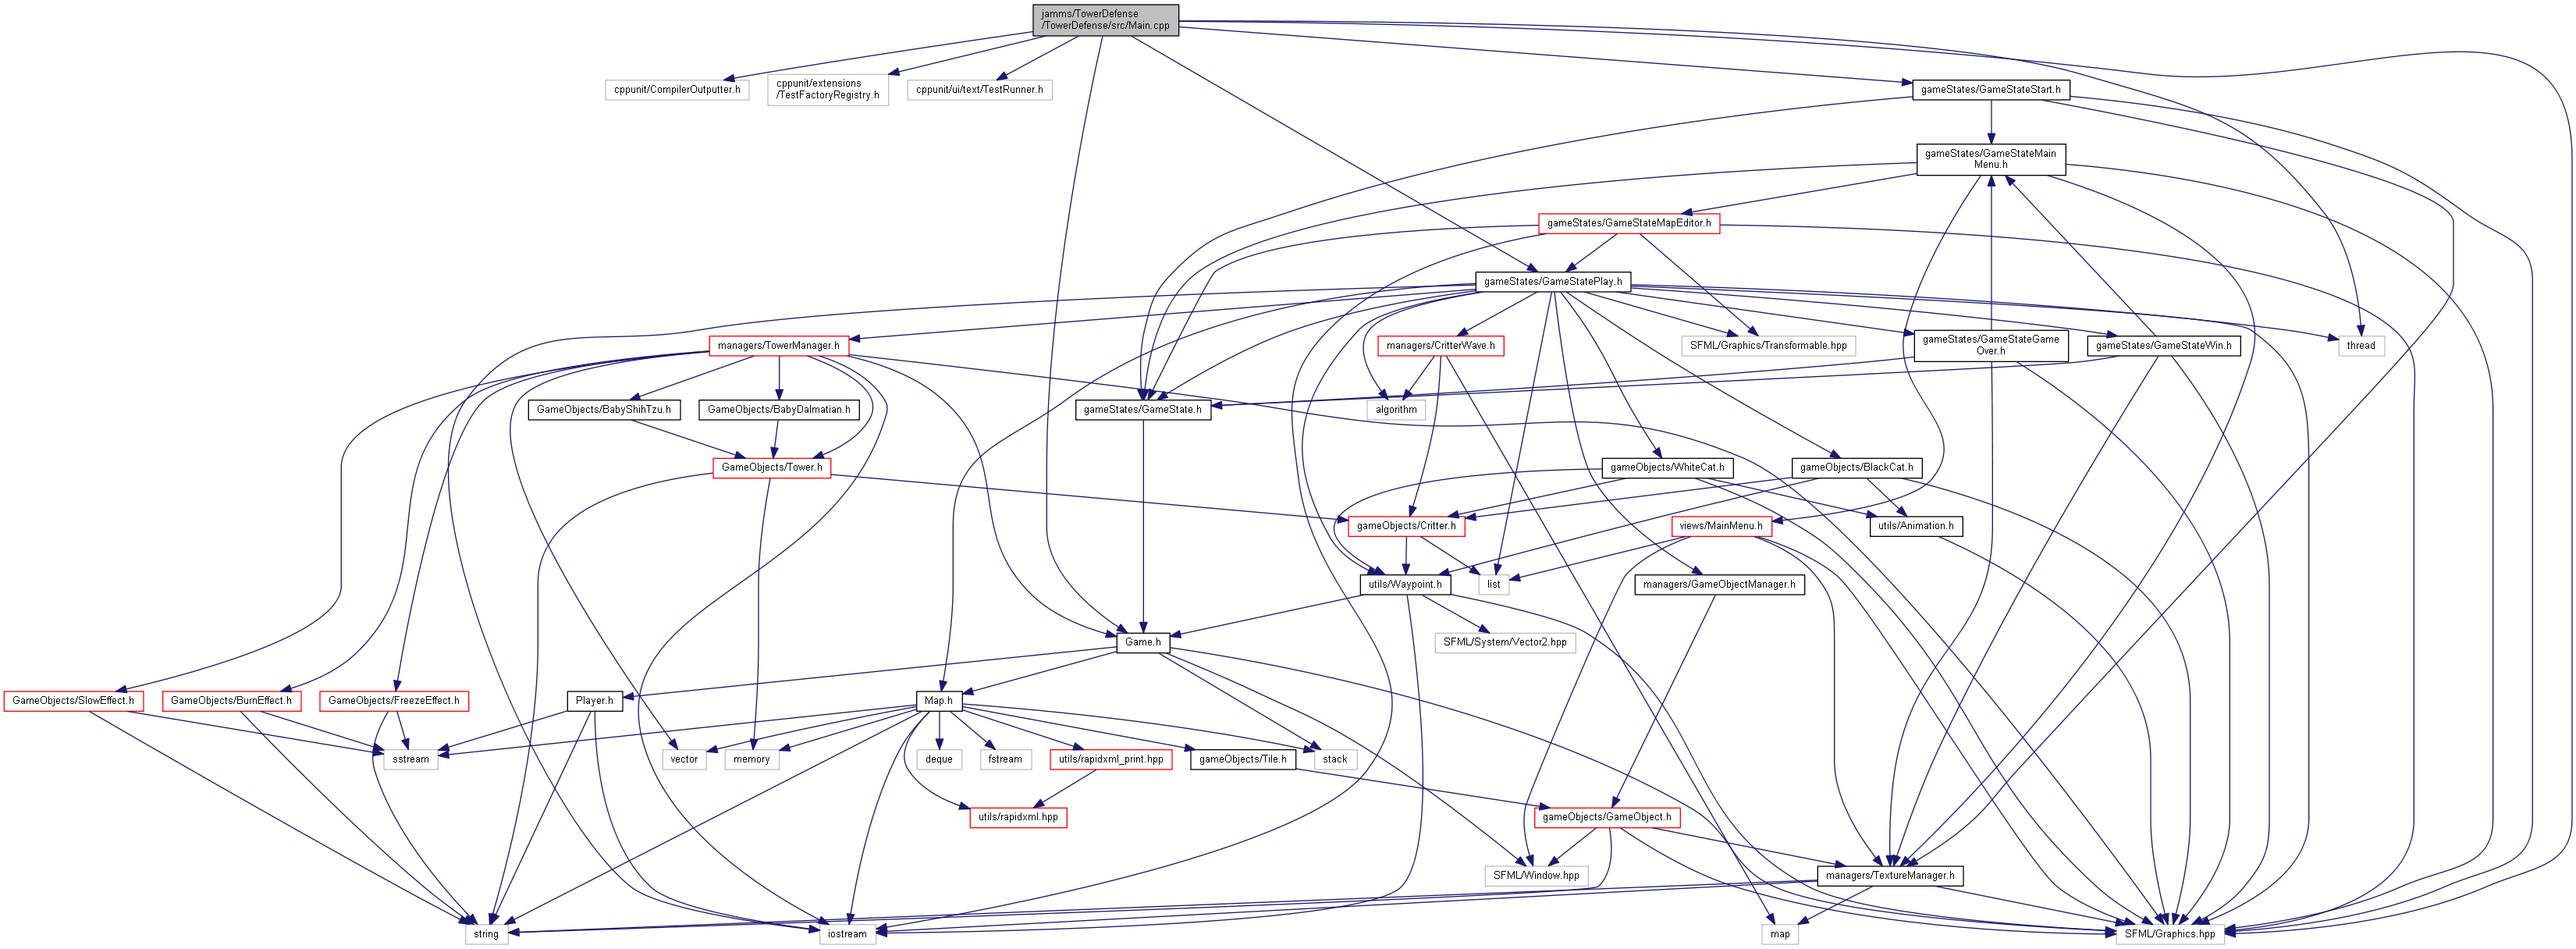 jamms/TowerDefense
/TowerDefense/src/Main.cpp
cppunit/CompilerOutputter.h
cppunit/extensions
/TestFactoryRegistry.h
cppunit/ui/text/TestRunner.h
gameStates/GameStateStart.h
gameStates/GameStateMain
Menu.h
gameStates/GameStateMapEditor.h
gameStates/GameStatePlay.h
managers/TowerManager.h
managers/CritterWave.h
SFML/Graphics/Transformable.hpp
gameStates/GameStateGame
Over.h
gameStates/GameStateWin.h
thread
GameObjects/BabyShihTzu.h
GameObjects/BabyDalmatian.h
gameStates/GameState.h
algorithm
GameObjects/Tower.h
gameObjects/WhiteCat.h
gameObjects/BlackCat.h
gameObjects/Critter.h
views/MainMenu.h
utils/Animation.h
utils/Waypoint.h
list
managers/GameObjectManager.h
Game.h
SFML/System/Vector2.hpp
GameObjects/SlowEffect.h
GameObjects/BurnEffect.h
GameObjects/FreezeEffect.h
Player.h
Map.h
sstream
vector
memory
deque
fstream
utils/rapidxml_print.hpp
gameObjects/Tile.h
stack
utils/rapidxml.hpp
gameObjects/GameObject.h
SFML/Window.hpp
managers/TextureManager.h
string
iostream
map
SFML/Graphics.hpp